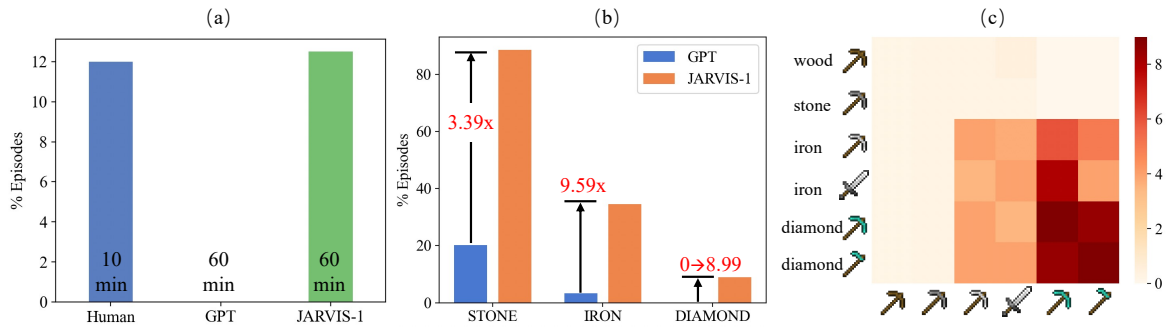 (a)
% Episodes
12
10
8
6
4
2
0
10
min
60
min
60
min
Human
GPT
JARVIS-1
(b)
% Episodes
80
60
40
20
0
GPT
JARVIS-1
3.39x
9.59x
0→8.99
STONE
IRON
DIAMOND
(c)
wood
stone
iron
iron
diamond
diamond
8
6
4
2
0